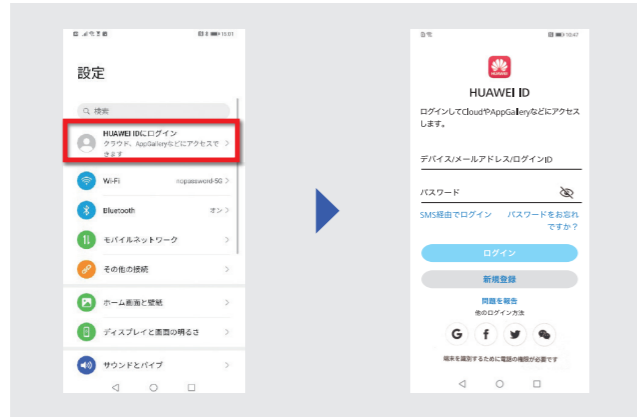 10:01
設定
検索
HUAWEI IDにログイン
クラウド、AppGalleryなどにアクセスで
きます
Wi-Fi nopassword-5G
Bluetooth オン
モバイルネットワーク
その他の接続
ホーム画面と壁紙
ディスプレイと画面の明るさ
サウンドとバイブ
10:47
HUAWEI
HUAWEI ID
ログインしてCloudやAppGalleryなどにアクセス
します。
デバイス/メールアドレス/ログインID
パスワード
SMS経由でログイン パスワードをお忘れ
ですか？
ログイン
新規登録
問題を報告
他のログイン方法
G f
端末を識別するために電話の権限が必要です